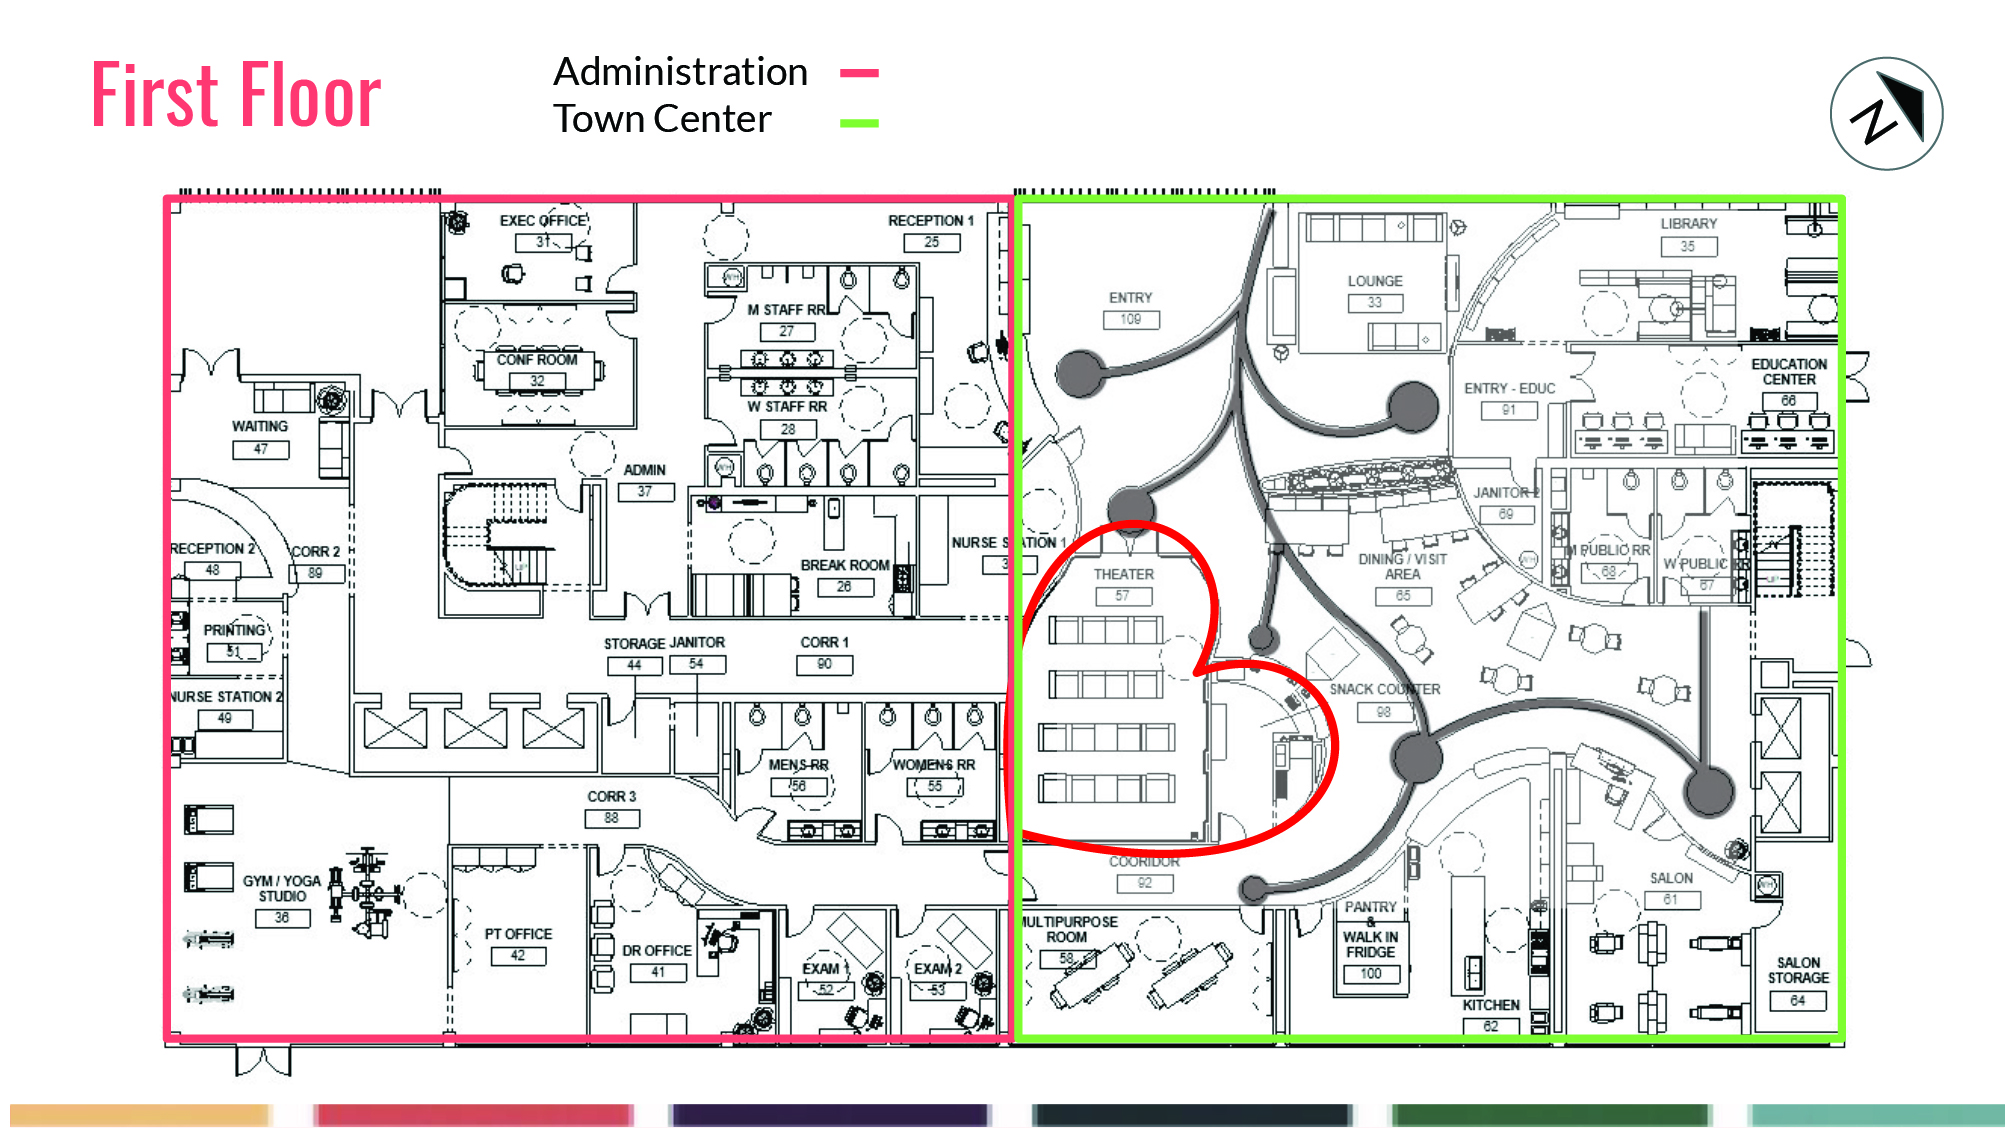 First Floor
Administration
Town Center
N
EXEC OFFICE
31
RECEPTION 1
25
LIBRARY
35
LOUNGE
33
ENTRY
109
M STAFF RR
27
CONF ROOM
32
EDUCATION
CENTER
66
ENTRY - EDUC
91
W STAFF RR
28
WAITING
47
ADMIN
37
JANITOR 2
69
NURSE STATION 1
3
RECEPTION 2
48
CORR 2
89
BREAK ROOM
26
UP
THEATER
57
DINING / VISIT
AREA
65
M PUBLIC RR
68
W PUBLIC RR
67
UP
PRINTING
51
STORAGE
44
JANITOR
54
CORR 1
90
NURSE STATION 2
49
SNACK COUNTER
98
MENS RR
56
WOMENS RR
55
CORR 3
88
COORIDOR
92
GYM / YOGA
STUDIO
36
SALON
61
PT OFFICE
42
DR OFFICE
41
EXAM 1
52
EXAM 2
53
MULTIPURPOSE
ROOM
58
PANTRY
&
WALK IN
FRIDGE
100
KITCHEN
62
SALON
STORAGE
64
WH
WH
WH
WH